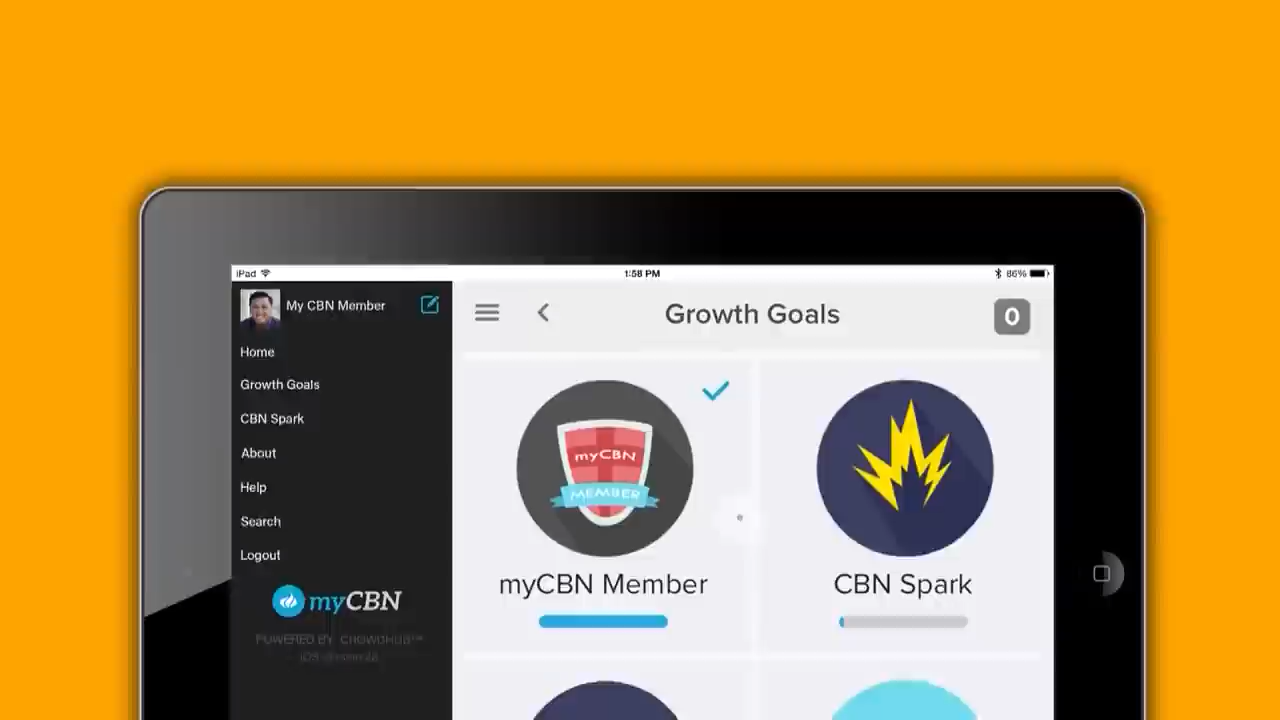 iPad
1:58 PM
86%
My CBN Member
Home
Growth Goals
CBN Spark
About
Help
Search
Logout
myCBN
POWERED BY CROWDHUB™
Growth Goals
0
myCBN
MEMBER
myCBN Member
CBN Spark